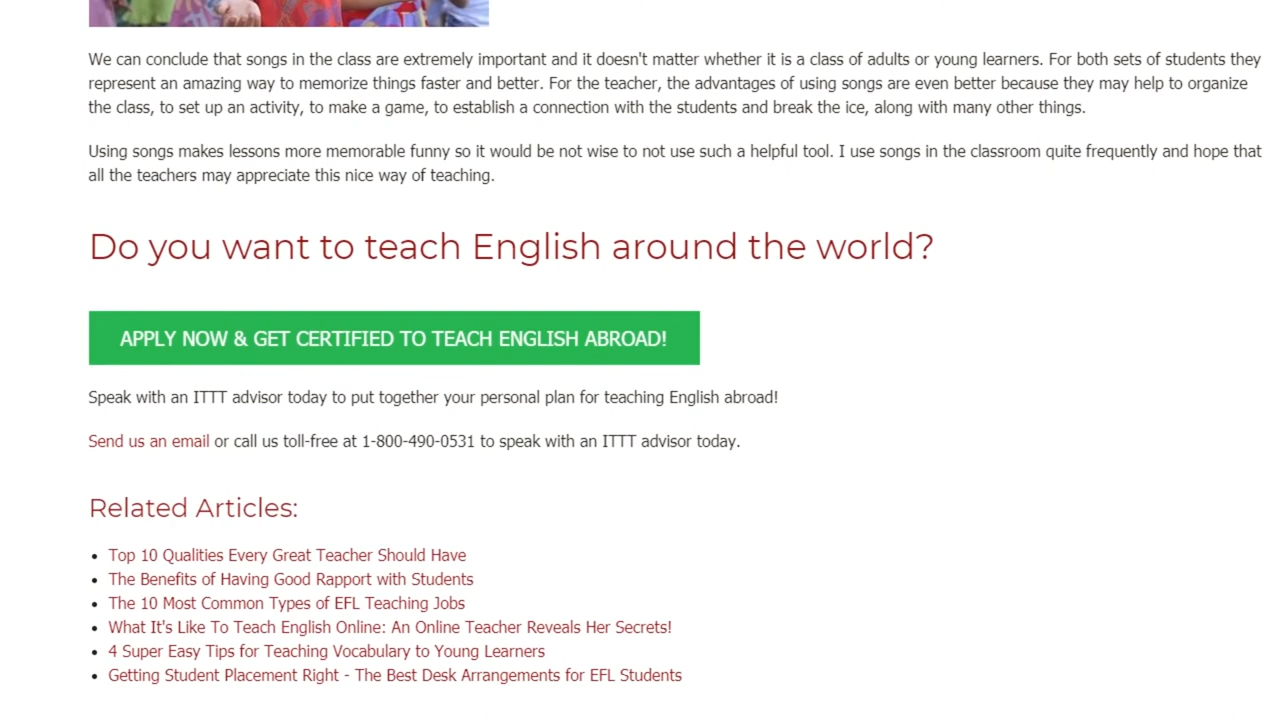 We can conclude that songs in the class are extremely important and it doesn't matter whether it is a class of adults or young learners. For both sets of students they
represent an amazing way to memorize things faster and better. For the teacher, the advantages of using songs are even better because they may help to organize
the class, to set up an activity, to make a game, to establish a connection with the students and break the ice, along with many other things.
Using songs makes lessons more memorable funny so it would be not wise to not use such a helpful tool. I use songs in the classroom quite frequently and hope that
all the teachers may appreciate this nice way of teaching.
Do you want to teach English around the world?
APPLY NOW & GET CERTIFIED TO TEACH ENGLISH ABROAD!
Speak with an ITTT advisor today to put together your personal plan for teaching English abroad!
Send us an email or call us toll-free at 1-800-490-0531 to speak with an ITTT advisor today.
Related Articles:
• Top 10 Qualities Every Great Teacher Should Have
• The Benefits of Having Good Rapport with Students
• The 10 Most Common Types of EFL Teaching Jobs
• What It's Like To Teach English Online: An Online Teacher Reveals Her Secrets!
• 4 Super Easy Tips for Teaching Vocabulary to Young Learners
• Getting Student Placement Right - The Best Desk Arrangements for EFL Students